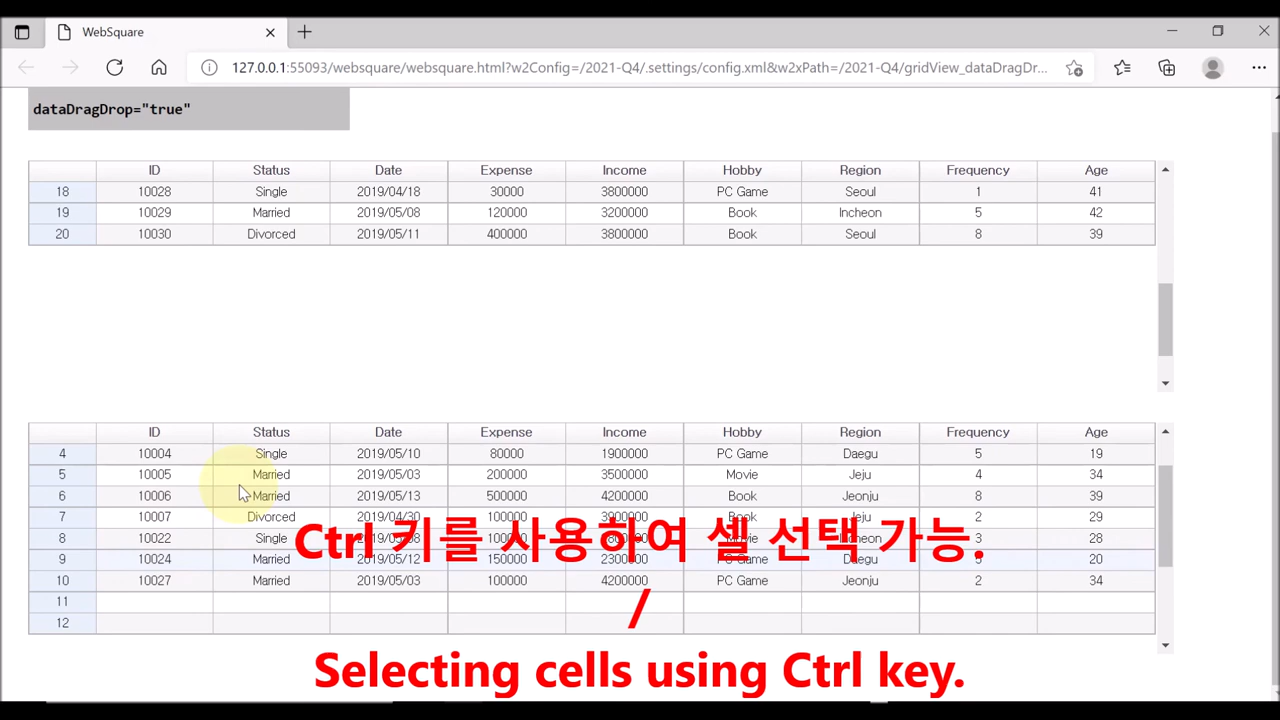 WebSquare
127.0.0.1:55093/websquare/websquare.html?w2Config=/2021-Q4/.settings/config.xml&w2xPath=/2021-Q4/gridView_dataDragDr...
dataDragDrop="true"
ID Status Date Expense Income Hobby Region Frequency Age
18 10028 Single 2019/04/18 30000 3800000 PC Game Seoul 1 41
19 10029 Married 2019/05/08 120000 3200000 Book Incheon 5 42
20 10030 Divorced 2019/05/11 400000 3800000 Book Seoul 8 39
ID Status Date Expense Income Hobby Region Frequency Age
4 10004 Single 2019/05/10 80000 1900000 PC Game Daegu 5 19
5 10005 Married 2019/05/03 200000 3500000 Movie Jeju 4 34
6 10006 Married 2019/05/13 500000 4200000 Book Jeonju 8 39
7 10007 Divorced 2019/04/30 100000 3900000 Book Jeju 2 29
8 10022 Single 3 28
9 10024 Married 2019/05/12 150000 2300000 PC Game Daegu 20
10 10027 Married 2019/05/03 100000 4200000 PC Game Jeonju 2 34
11
12
Ctrl 키를 사용하여 셀 선택 가능.
/
Selecting cells using Ctrl key.